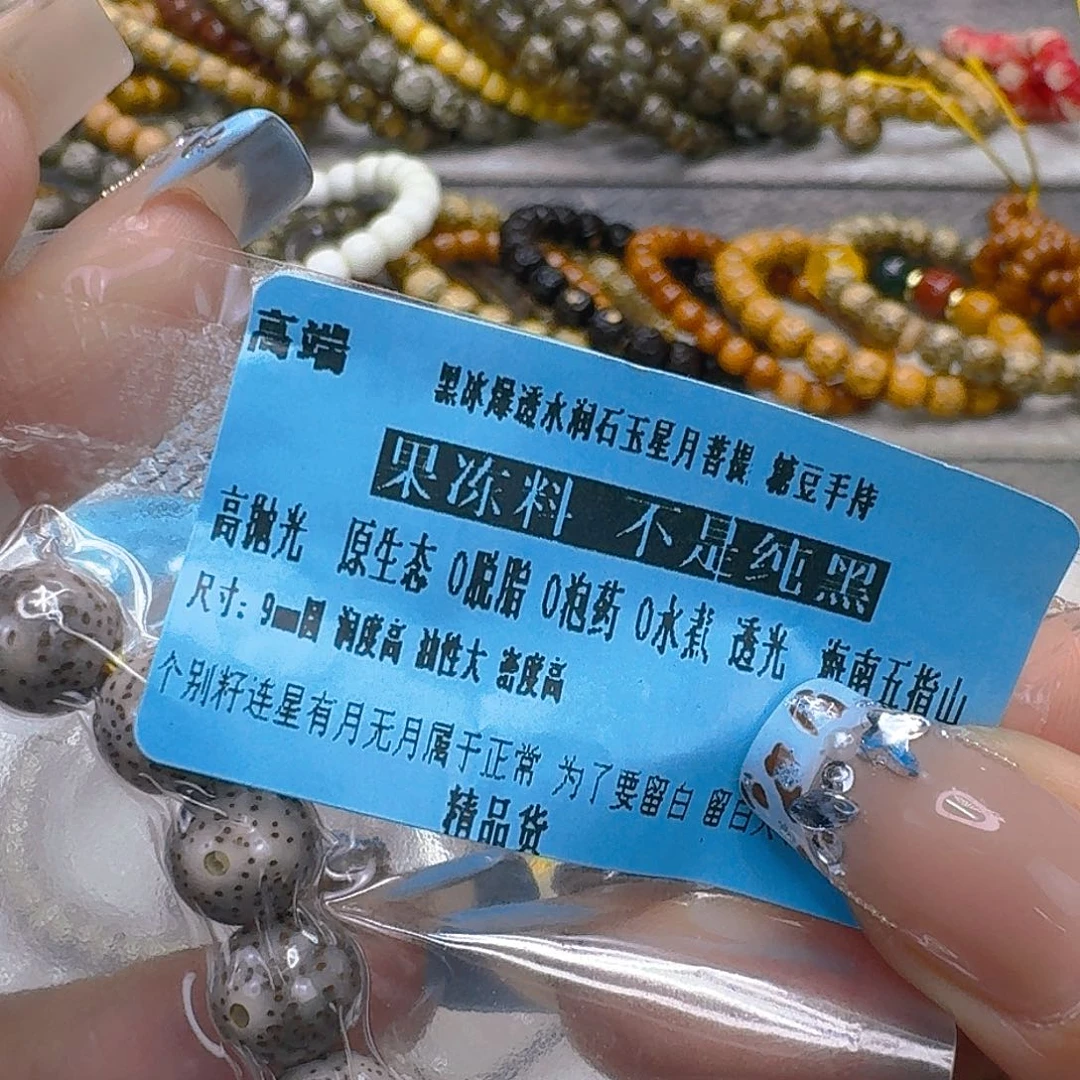 高端
黑冰爆透水润石玉星月菩提 糖豆手持
果冻料 不是纯黑
高抛光 原生态 0脱脂 0泡药 0水煮 透光 海南五指山
尺寸：9mm圆 润度高 油性大 密度高
个别籽连星有月无月属于正常 为了要留白 留白
精品货